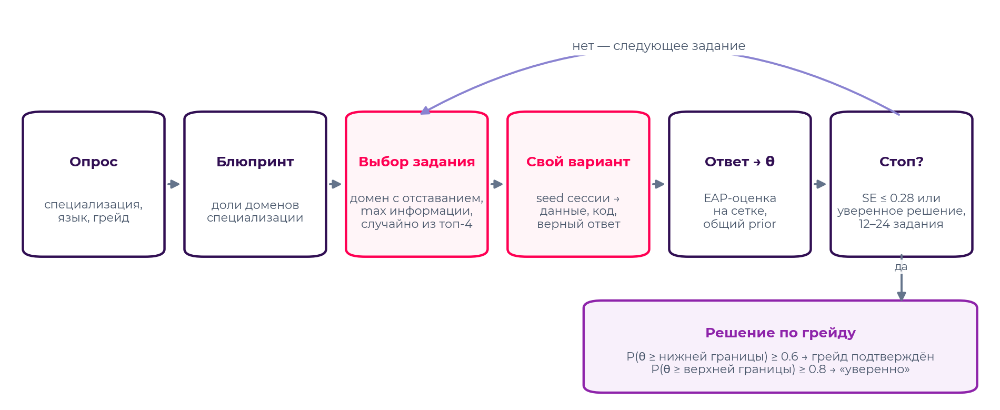 нет — следующее задание
Опрос
специализация,
язык, грейд
Блюпринт
доли доменов
специализации
Выбор задания
домен с отставанием,
max информации,
случайно из топ-4
Свой вариант
seed сессии →
данные, код,
верный ответ
Ответ → θ
EAP-оценка
на сетке,
общий prior
Стоп?
SE ≤ 0.28 или
уверенное решение,
12–24 задания
да
Решение по грейду
P(θ ≥ нижней границы) ≥ 0.6 → грейд подтверждён
P(θ ≥ верхней границы) ≥ 0.8 → «уверенно»